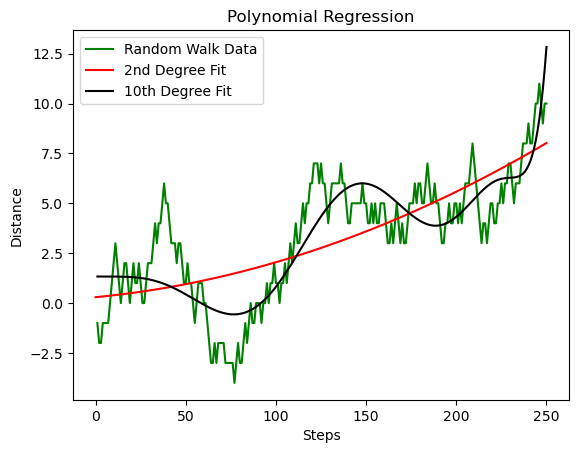 Polynomial Regression
Random Walk Data
2nd Degree Fit
10th Degree Fit
12.5
10.0
7.5
5.0
2.5
0.0
−2.5
Distance
0 50 100 150 200 250
Steps